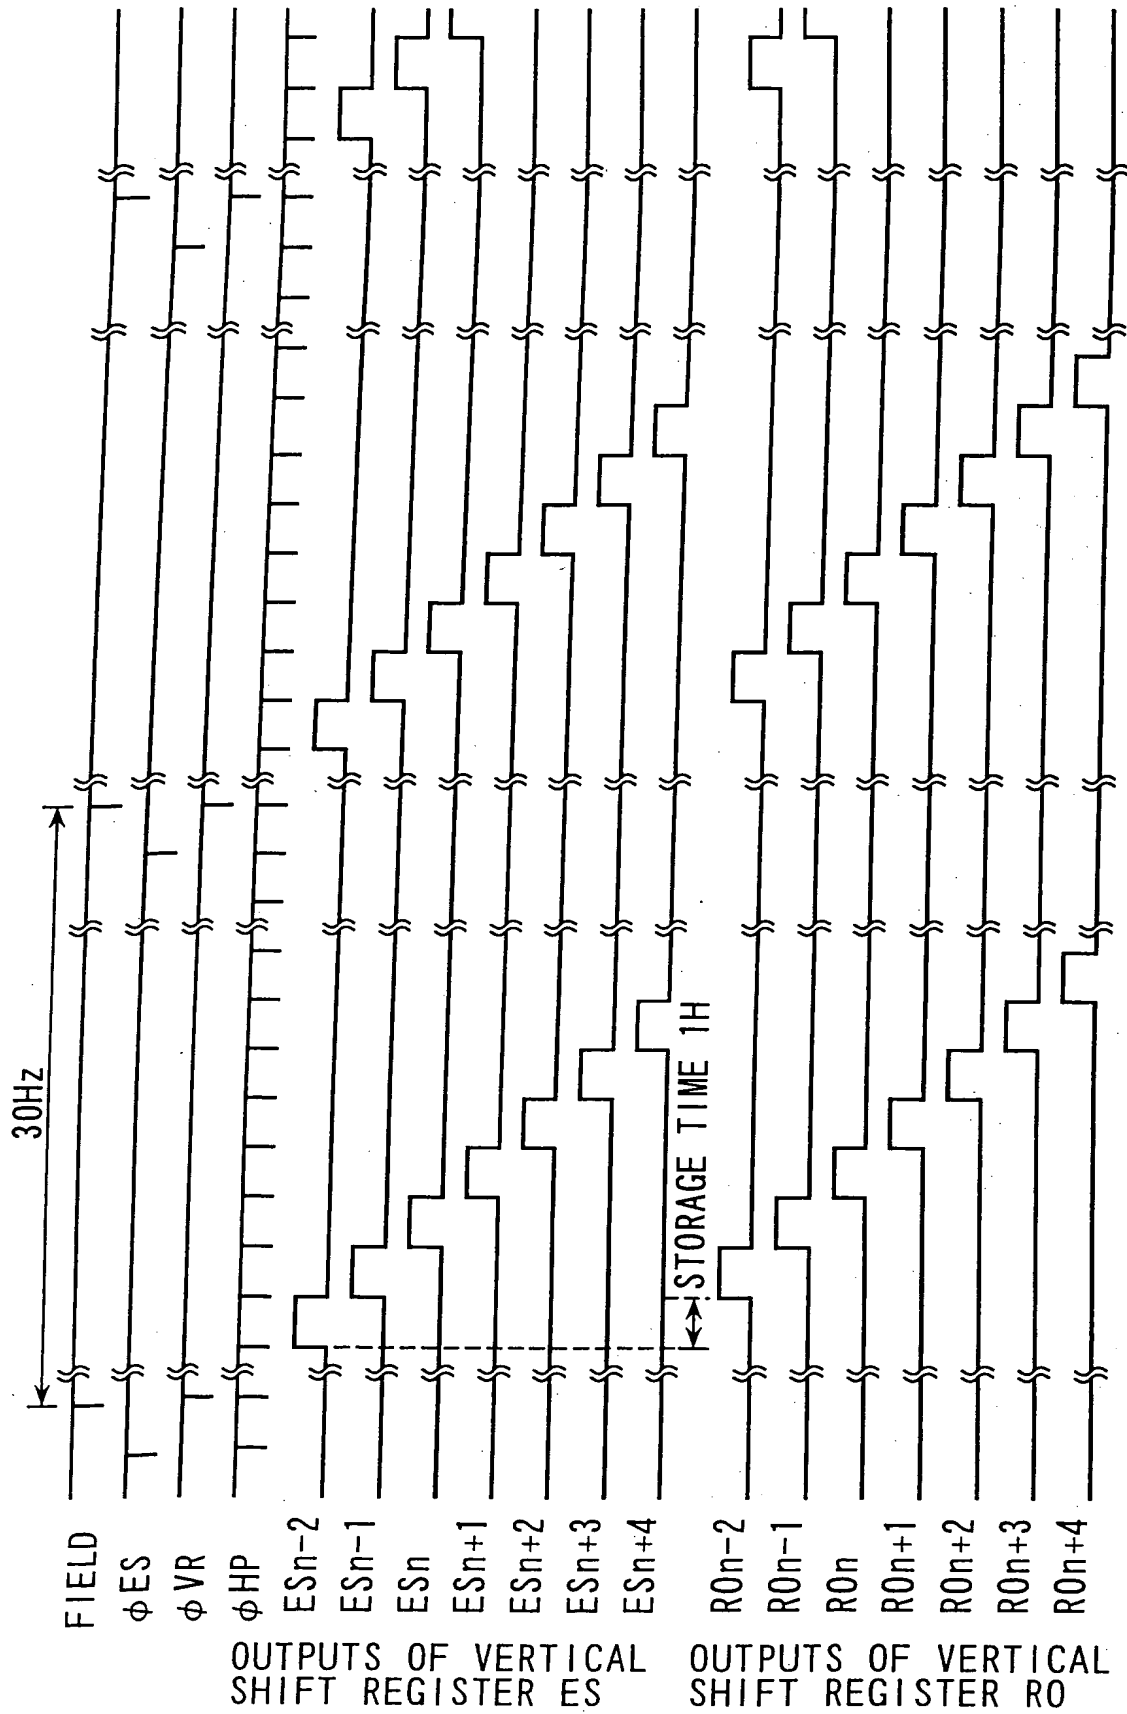 30Hz
FIELD
φES
φVR
φHP
ESn-2
ESn-1
ESn
ESn+1
ESn+2
ESn+3
ESn+4
OUTPUTS OF VERTICAL
SHIFT REGISTER ES
STORAGE TIME 1H
ROn-2
ROn-1
ROn
ROn+1
ROn+2
ROn+3
ROn+4
OUTPUTS OF VERTICAL
SHIFT REGISTER RO